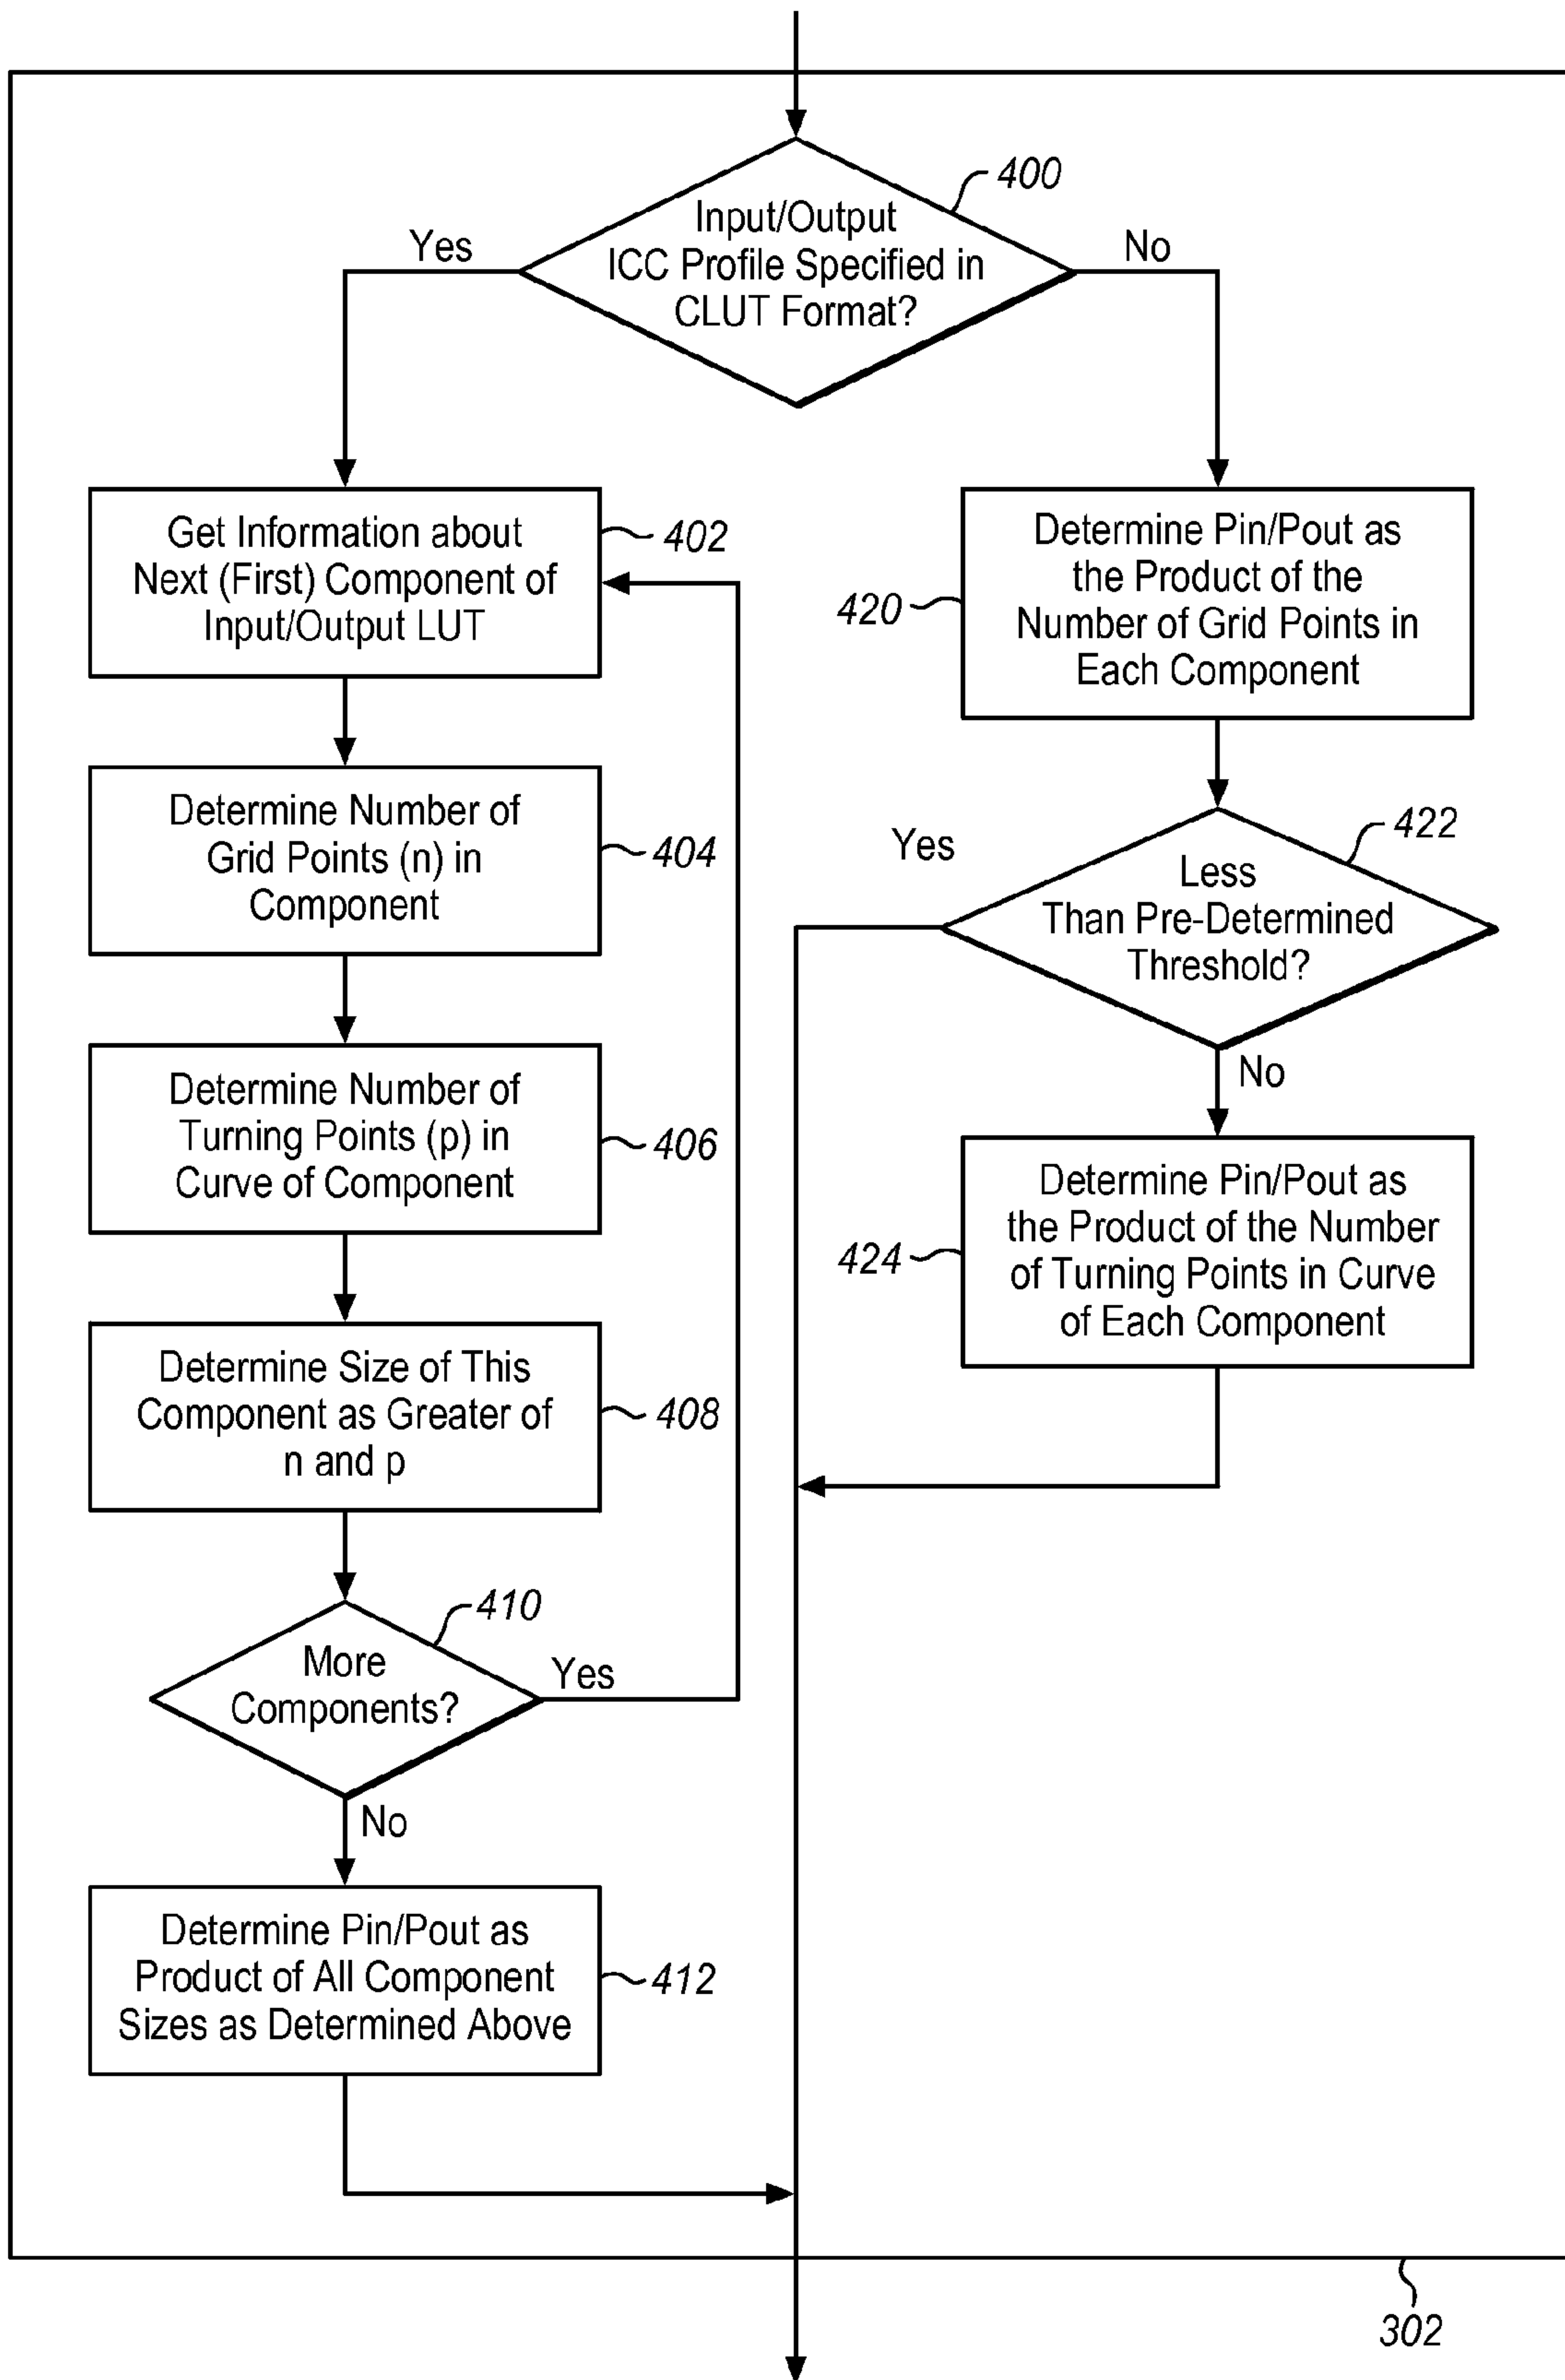 400
Input/Output
ICC Profile Specified in
CLUT Format?
Yes
No
Get Information about
Next (First) Component of
Input/Output LUT
402
Determine Number of
Grid Points (n) in
Component
404
Determine Number of
Turning Points (p) in
Curve of Component
406
Determine Size of This
Component as Greater of
n and p
408
410
More
Components?
Yes
No
Determine Pin/Pout as
Product of All Component
Sizes as Determined Above
412
Determine Pin/Pout as
the Product of the
Number of Grid Points in
Each Component
420
422
Less
Than Pre-Determined
Threshold?
Yes
No
Determine Pin/Pout as
the Product of the Number
of Turning Points in Curve
of Each Component
424
302